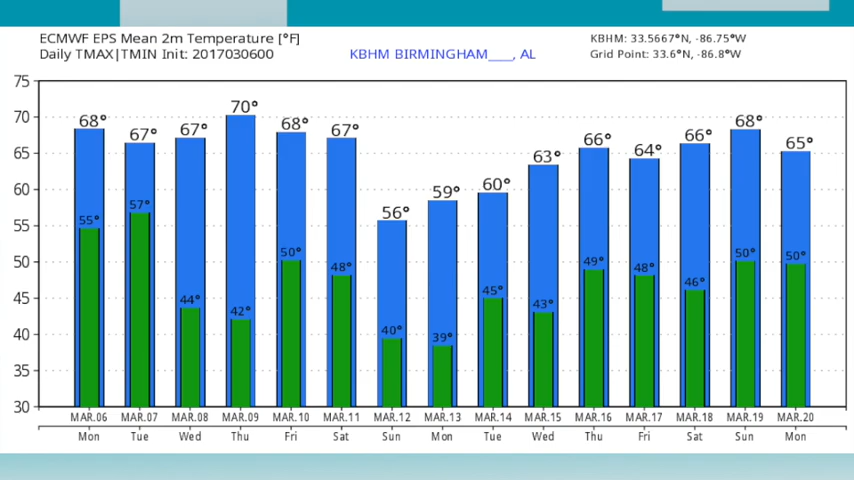 ECMWF EPS Mean 2m Temperature [°F]
Daily TMAX|TMIN Init: 2017030600
KBHM BIRMINGHAM____, AL
KBHM: 33.5667°N, -86.75°W
Grid Point: 33.6°N, -86.8°W
75
70
65
60
55
50
45
40
35
30
68° 67° 67° 70° 68° 67° 56° 59° 60° 63° 66° 64° 66° 68° 65°
55° 57° 44° 42° 50° 48° 40° 39° 45° 43° 49° 48° 46° 50° 50°
MAR.06 MAR.07 MAR.08 MAR.09 MAR.10 MAR.11 MAR.12 MAR.13 MAR.14 MAR.15 MAR.16 MAR.17 MAR.18 MAR.19 MAR.20
Mon Tue Wed Thu Fri Sat Sun Mon Tue Wed Thu Fri Sat Sun Mon